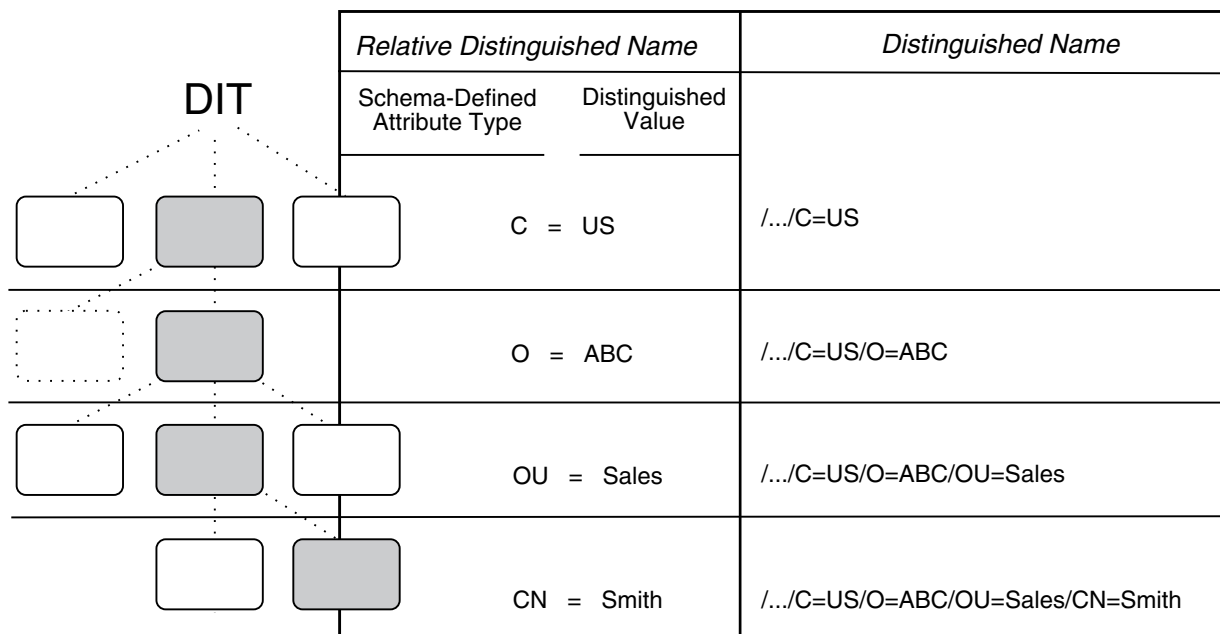 Relative Distinguished Name
Distinguished Name
DIT
Schema-Defined
Attribute Type
Distinguished
Value
C = US
/.../C=US
O = ABC
/.../C=US/O=ABC
OU = Sales
/.../C=US/O=ABC/OU=Sales
CN = Smith
/.../C=US/O=ABC/OU=Sales/CN=Smith